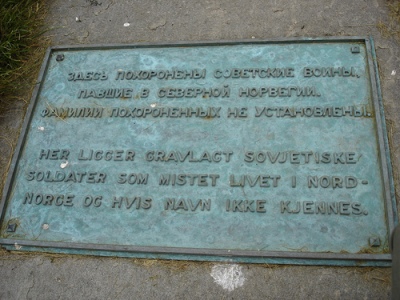 ЗДЕСЬ ПОХОРОНЕНЫ СОВЕТСКИЕ ВОИНЫ,
ПАВШИЕ В СЕВЕРНОЙ НОРВЕГИИ.
ФАМИЛИИ ПОХОРОНЕННЫХ НЕ УСТАНОВЛЕНЫ.
HER LIGGER GRAVLAGT SOVJETISKE
SOLDATER SOM MISTET LIVET I NORD-
NORGE OG HVIS NAVN IKKE KJENNES.